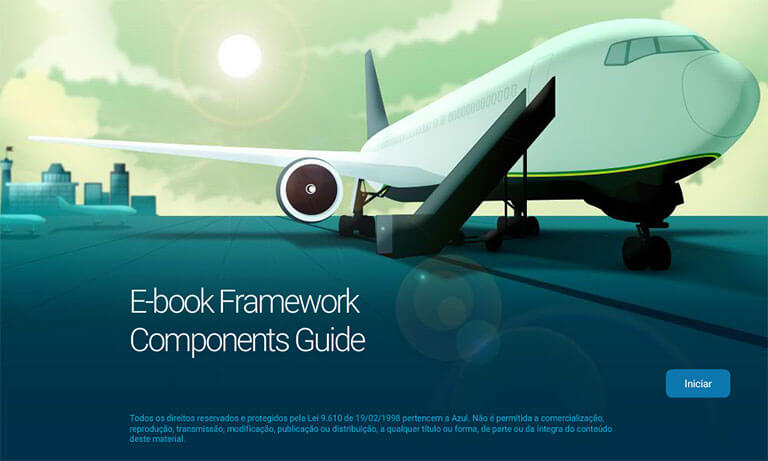 E-book Framework
Components Guide
Iniciar
Todos os direitos reservados e protegidos pela Lei 9.610 de 19/02/1998 pertencem a Azul. Não é permitida a comercialização,
reprodução, transmissão, modificação, publicação ou distribuição, a qualquer título ou forma, de parte ou da íntegra do conteúdo
deste material.